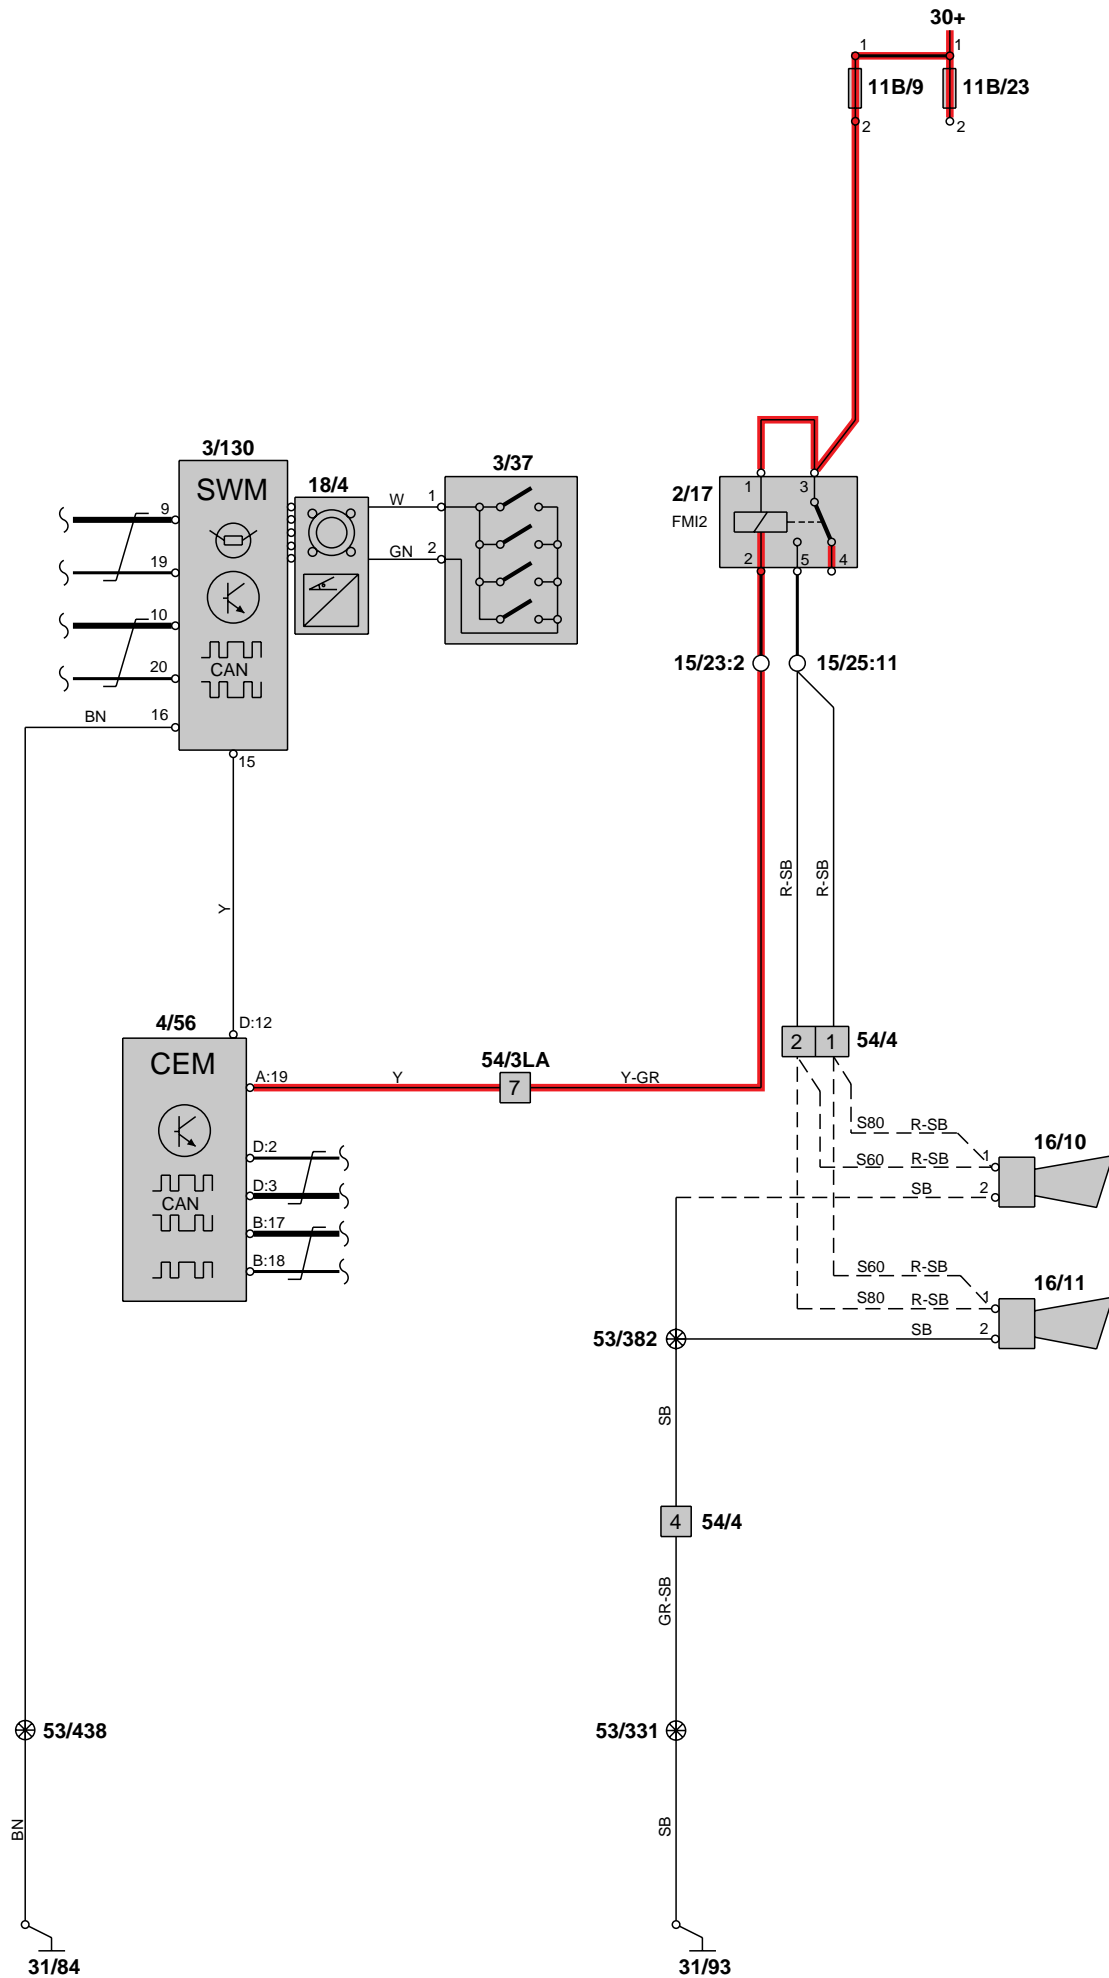 30+
1
1
11B/9
11B/23
2
2
3/130
SWM
18/4
3/37
2/17
FMI2
1
3
2
5
4
W
1
GN
2
9
19
10
20
CAN
16
BN
15
15/23:2
15/25:11
R-SB
R-SB
Y
4/56
D:12
CEM
A:19
Y
54/3LA
7
Y-GR
2
1
54/4
D:2
D:3
CAN
B:17
B:18
S80
R-SB
16/10
1
S60
R-SB
SB
2
S60
R-SB
16/11
1
S80
R-SB
SB
2
53/382
SB
4
54/4
GR-SB
53/438
53/331
BN
SB
31/84
31/93